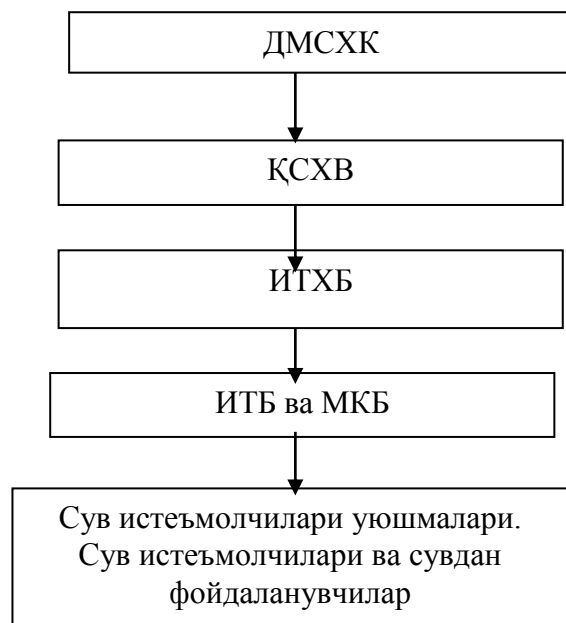 ДМСХК
ҚСХВ
ИТХБ
ИТБ ва МКБ
Сув истеъмолчилари уюшмалари.
Сув истеъмолчилари ва сувдан
фойдаланувчилар